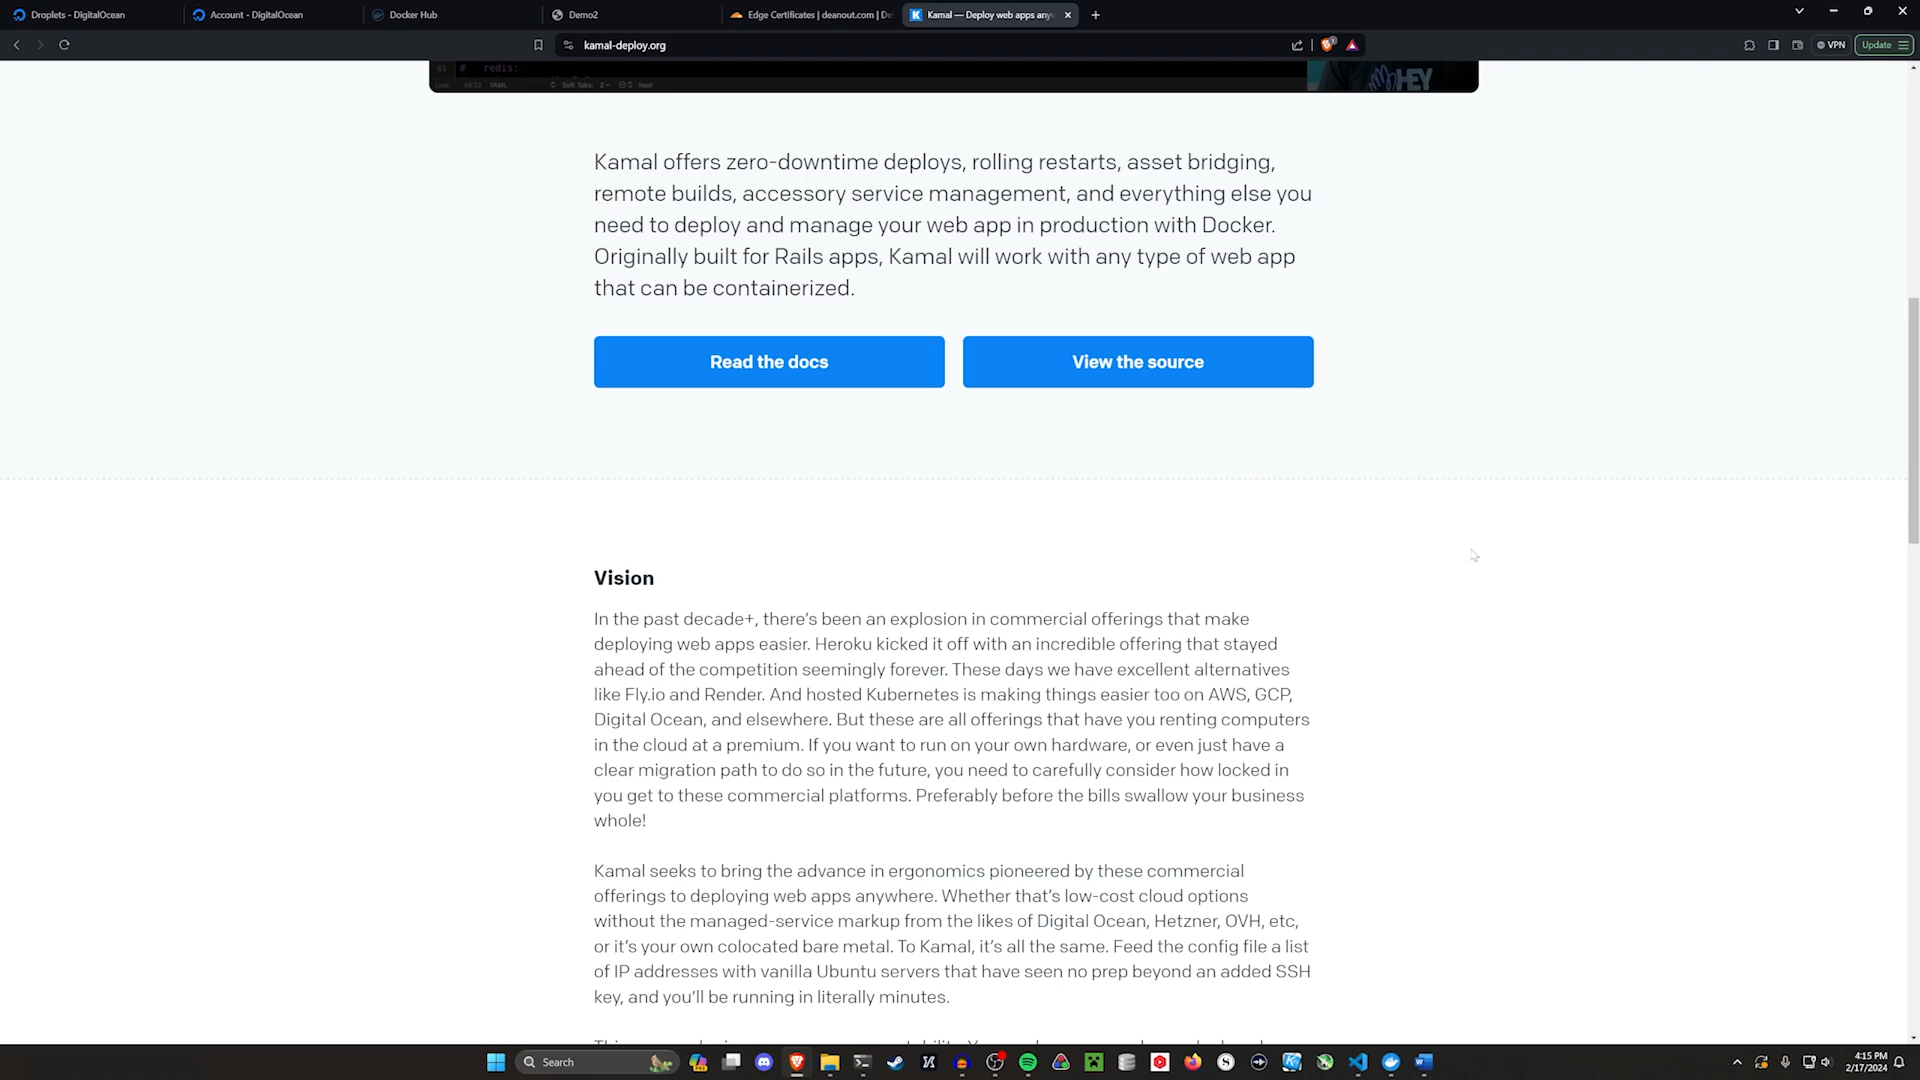 Droplets - DigitalOcean
Account - DigitalOcean
Docker Hub
Demo2
Edge Certificates | deanout.com | De
Kamal — Deploy web apps any
kamal-deploy.org
1
VPN
Update
61 # redis:
YAML
Soft Tabs: 2
host
HEY
Kamal offers zero-downtime deploys, rolling restarts, asset bridging,
remote builds, accessory service management, and everything else you
need to deploy and manage your web app in production with Docker.
Originally built for Rails apps, Kamal will work with any type of web app
that can be containerized.
Read the docs
View the source
Vision
In the past decade+, there's been an explosion in commercial offerings that make
deploying web apps easier. Heroku kicked it off with an incredible offering that stayed
ahead of the competition seemingly forever. These days we have excellent alternatives
like Fly.io and Render. And hosted Kubernetes is making things easier too on AWS, GCP,
Digital Ocean, and elsewhere. But these are all offerings that have you renting computers
in the cloud at a premium. If you want to run on your own hardware, or even just have a
clear migration path to do so in the future, you need to carefully consider how locked in
you get to these commercial platforms. Preferably before the bills swallow your business
whole!
Kamal seeks to bring the advance in ergonomics pioneered by these commercial
offerings to deploying web apps anywhere. Whether that's low-cost cloud options
without the managed-service markup from the likes of Digital Ocean, Hetzner, OVH, etc,
or it's your own colocated bare metal. To Kamal, it's all the same. Feed the config file a list
of IP addresses with vanilla Ubuntu servers that have seen no prep beyond an added SSH
key, and you'll be running in literally minutes.
Search
4:15 PM
2/17/2024